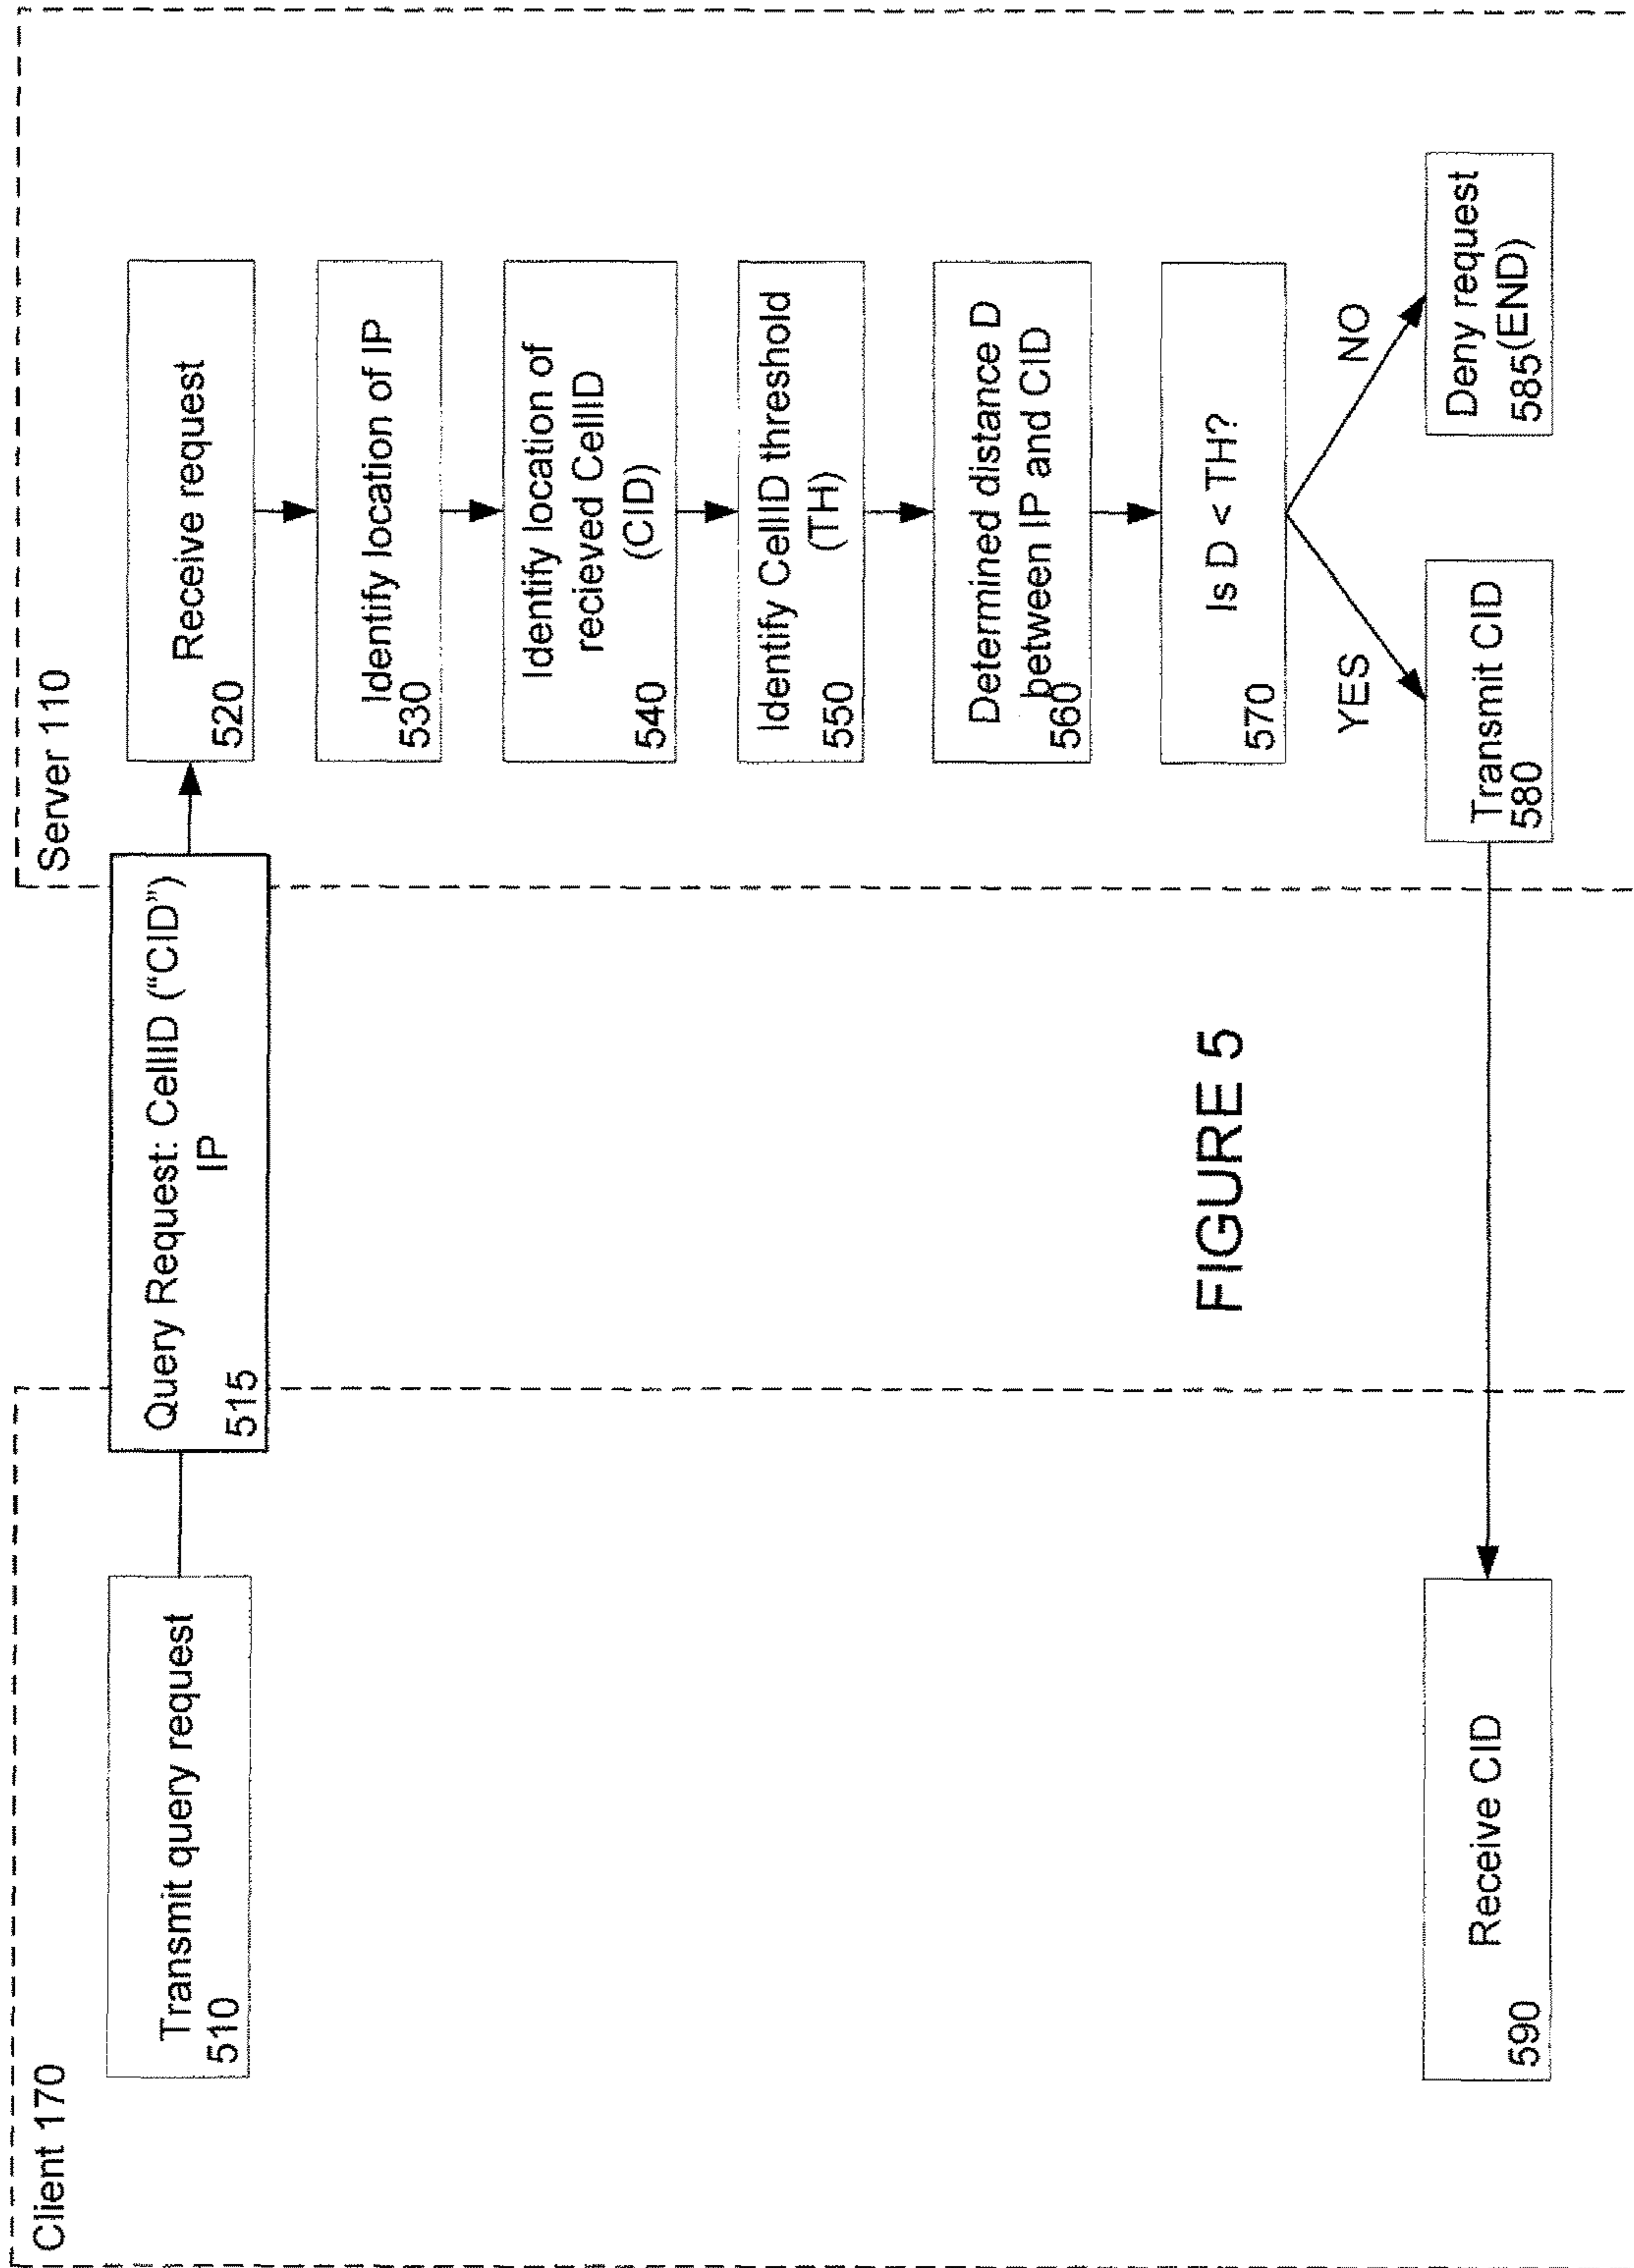 Client 170
Transmit query request
510
Query Request: CellID (“CID”)
IP
515
Server 110
Receive request
520
Identify location of IP
530
Identify location of
recieved CellID
(CID)
540
Identify CellID threshold
(TH)
550
Determined distance D
between IP and CID
560
Is D < TH?
570
YES
NO
Transmit CID
580
Deny request
(END)
585
Receive CID
590
FIGURE 5